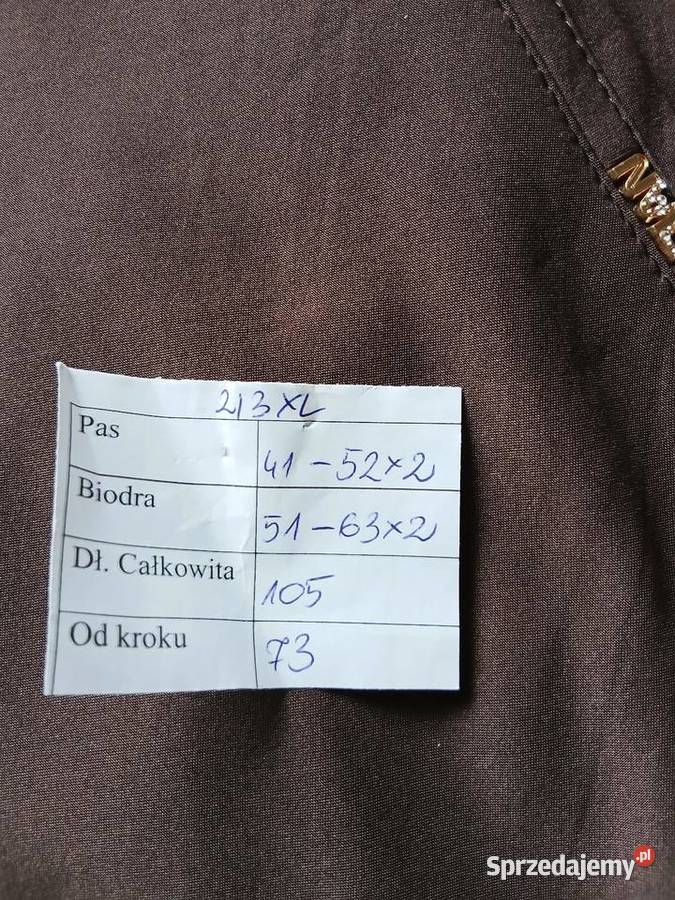 2/3XL
Pas 41-52x2
Biodra 51-63x2
Dł. Całkowita 105
Od kroku 73
Sprzedajemy.pl